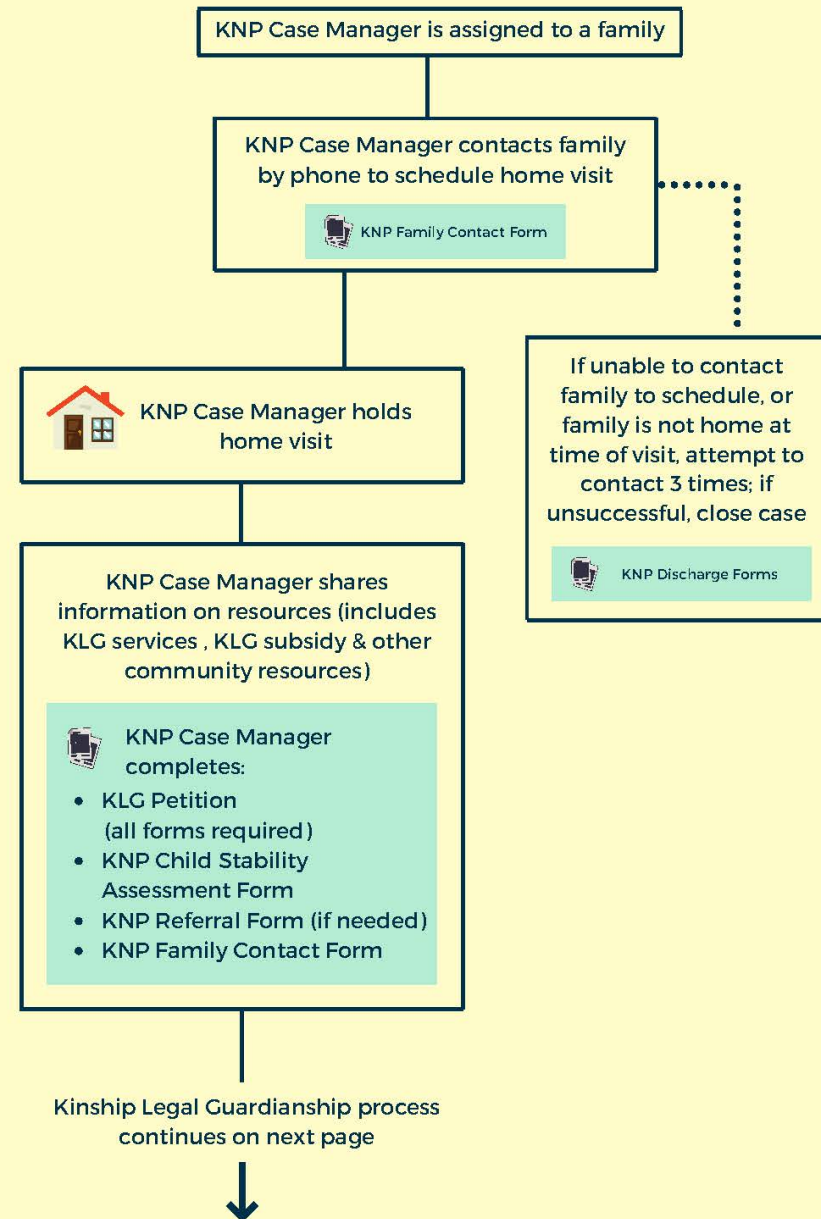 KNP Case Manager is assigned to a family
KNP Case Manager contacts family
by phone to schedule home visit
KNP Family Contact Form
KNP Case Manager holds
home visit
If unable to contact
family to schedule, or
family is not home at
time of visit, attempt to
contact 3 times; if
unsuccessful, close case
KNP Discharge Forms
KNP Case Manager shares
information on resources (includes
KLG services , KLG subsidy & other
community resources)
KNP Case Manager
completes:
• KLG Petition
(all forms required)
• KNP Child Stability
Assessment Form
• KNP Referral Form (if needed)
• KNP Family Contact Form
Kinship Legal Guardianship process
continues on next page